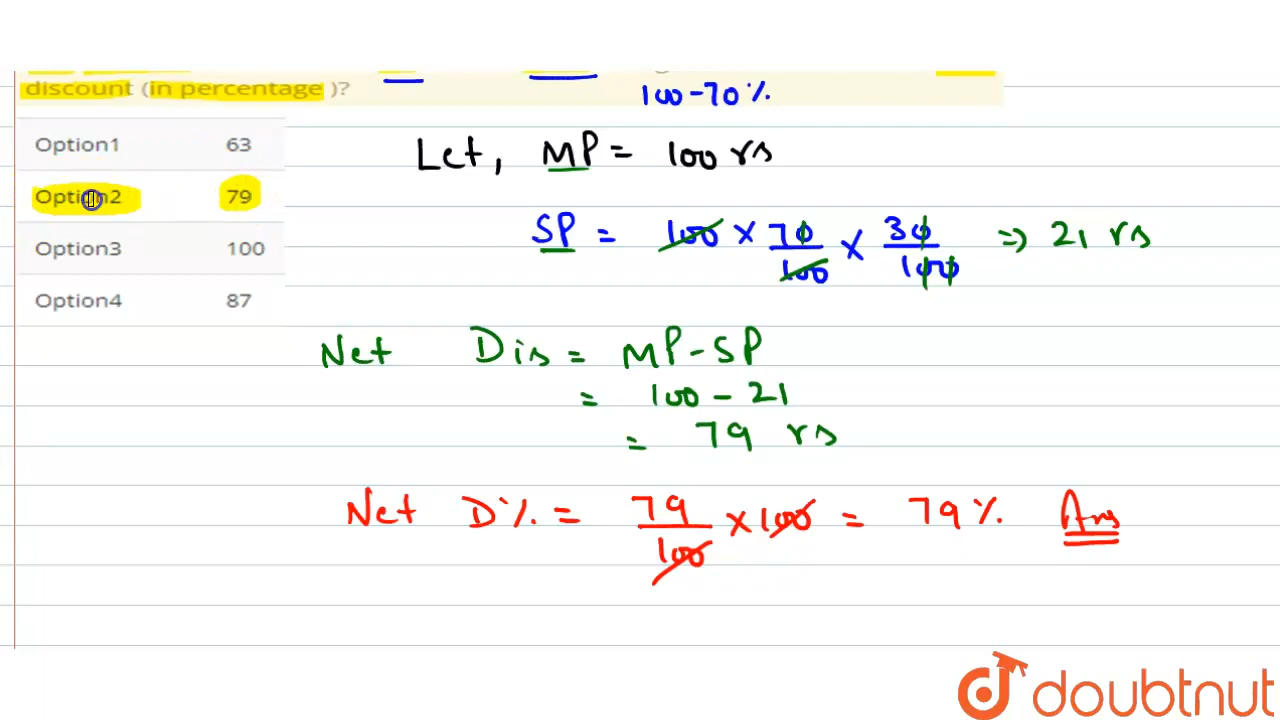 discount (in percentage )?
100-70%
Option1 63
Option2 79
Option3 100
Option4 87
Let, MP = 100 rs
SP = 100 × 70/100 × 30/100 => 21 rs
Net Dis = MP - SP
= 100 - 21
= 79 rs
Net D% = 79/100 × 100 = 79% Ans
doubtnut